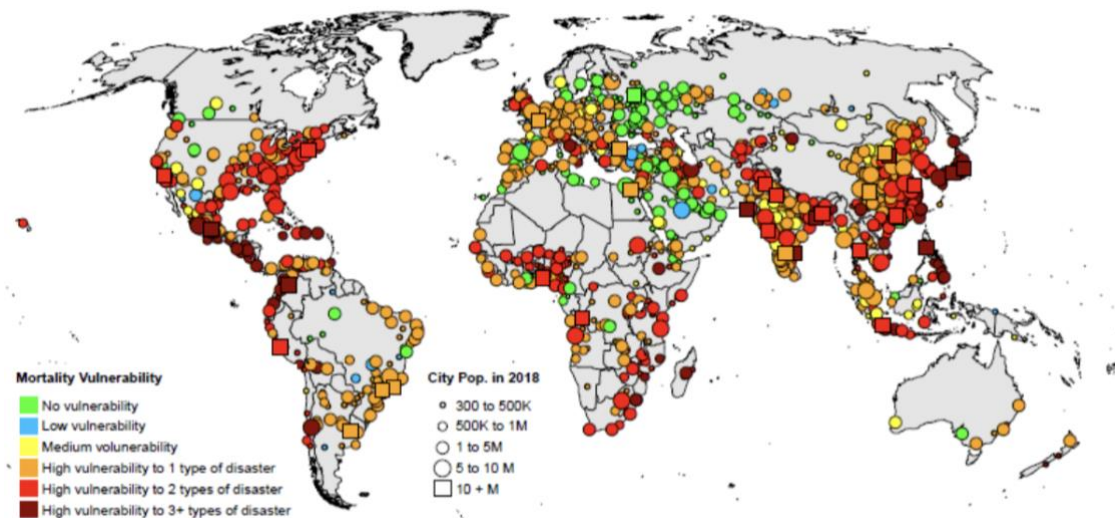 Mortality Vulnerability
No vulnerability
Low vulnerability
Medium volunerability
High vulnerability to 1 type of disaster
High vulnerability to 2 types of disaster
High vulnerability to 3+ types of disaster
City Pop. in 2018
300 to 500K
500K to 1M
1 to 5M
5 to 10 M
10 + M